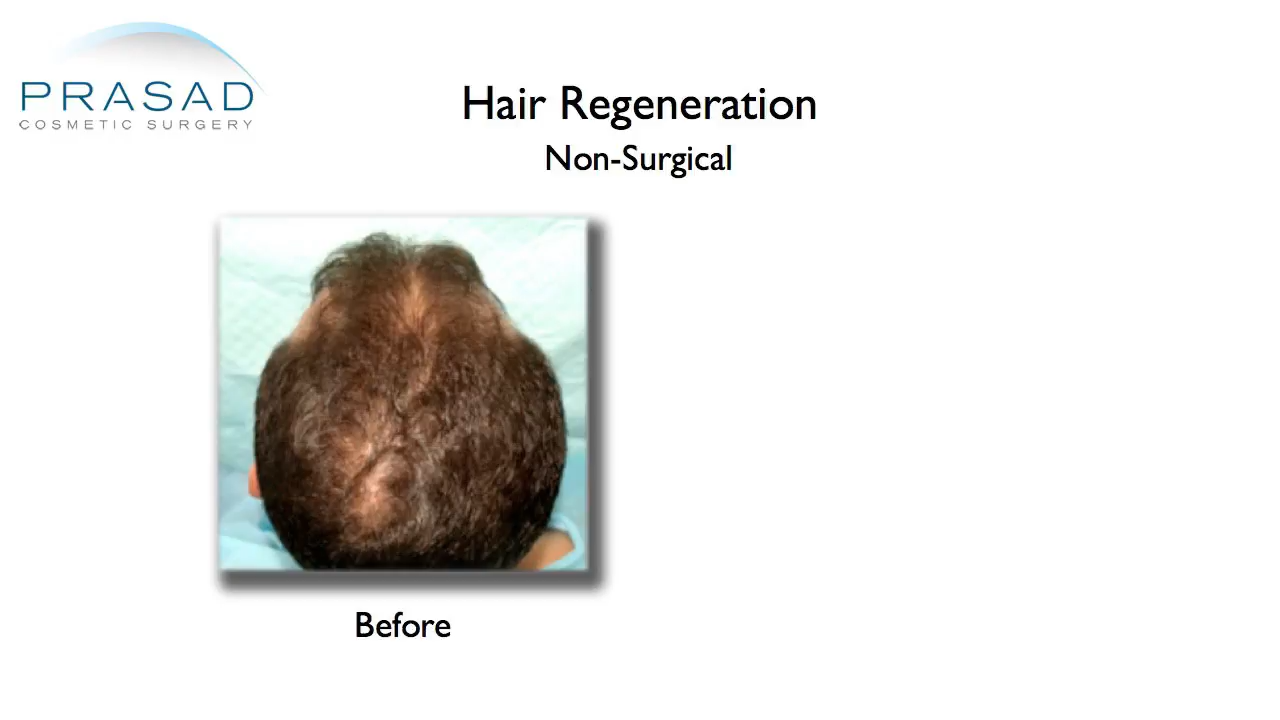 PRASAD
COSMETIC SURGERY
Hair Regeneration
Non-Surgical
Before